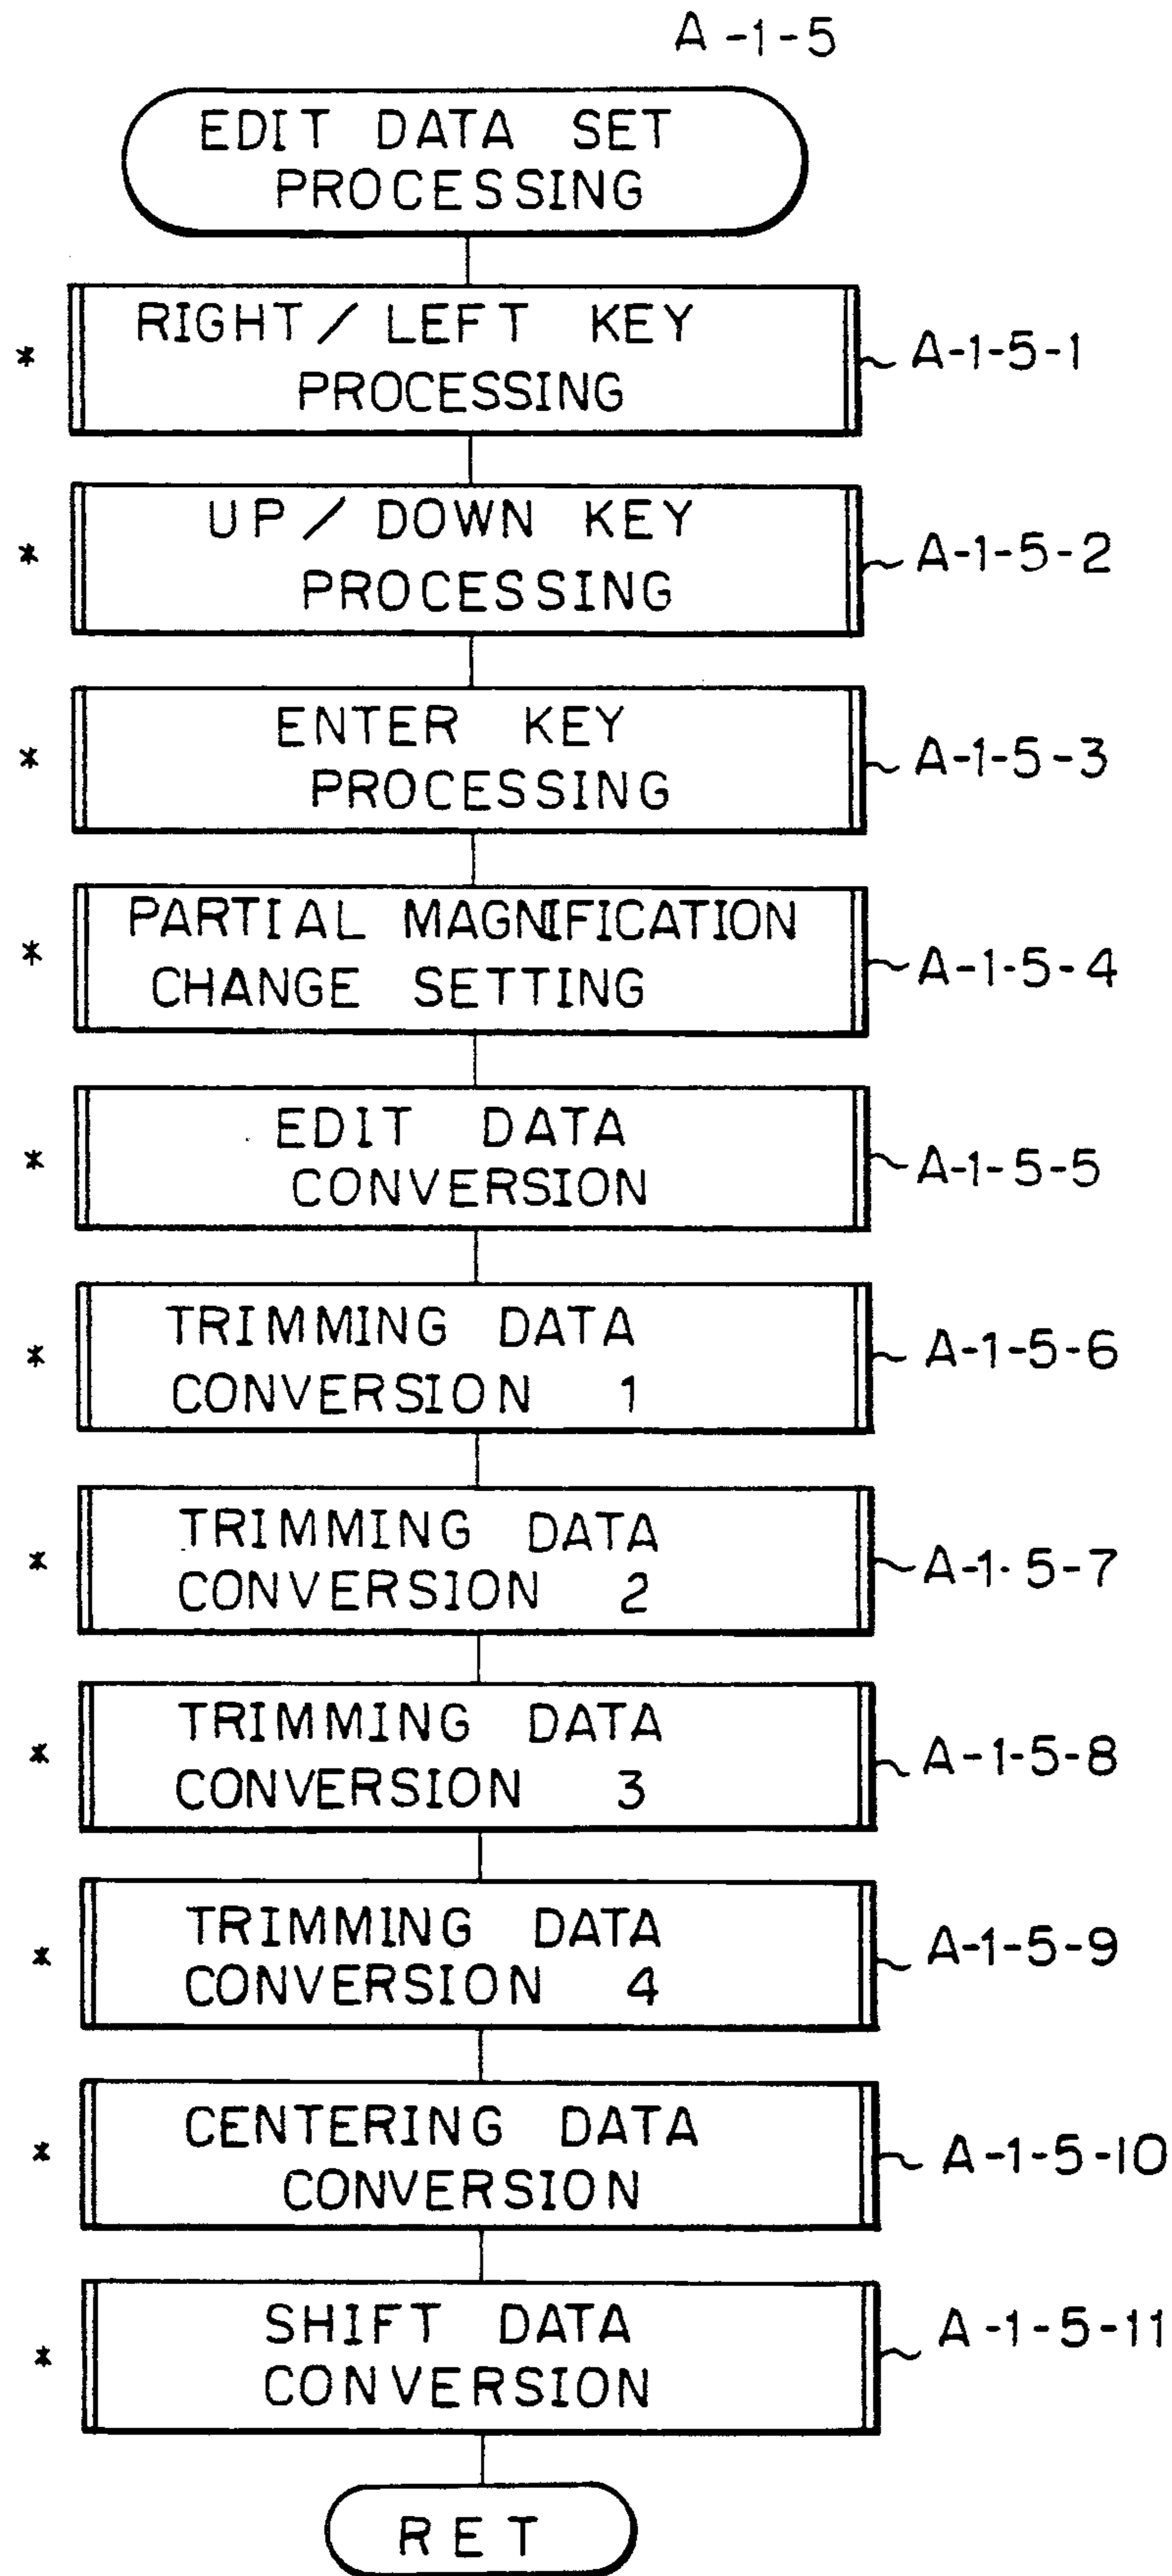 A-1-5
EDIT DATA SET
PROCESSING
RIGHT/LEFT KEY
PROCESSING
* A-1-5-1
UP/DOWN KEY
PROCESSING
* A-1-5-2
ENTER KEY
PROCESSING
* A-1-5-3
PARTIAL MAGNIFICATION
CHANGE SETTING
* A-1-5-4
EDIT DATA
CONVERSION
* A-1-5-5
TRIMMING DATA
CONVERSION 1
* A-1-5-6
TRIMMING DATA
CONVERSION 2
* A-1-5-7
TRIMMING DATA
CONVERSION 3
* A-1-5-8
TRIMMING DATA
CONVERSION 4
* A-1-5-9
CENTERING DATA
CONVERSION
* A-1-5-10
SHIFT DATA
CONVERSION
* A-1-5-11
RET